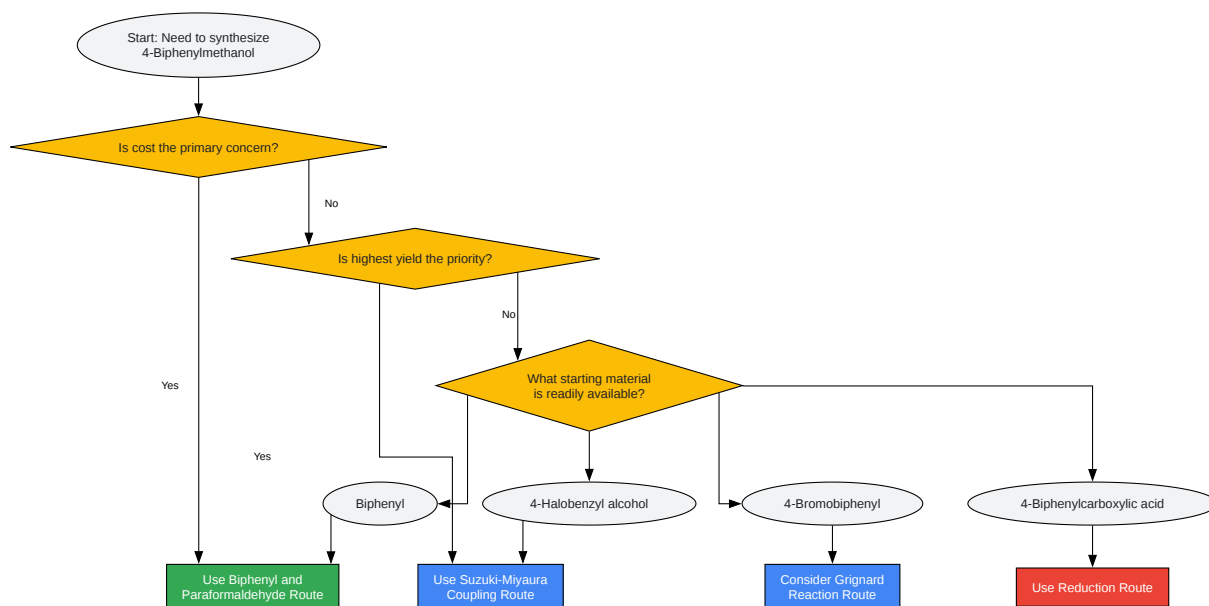 Start: Need to synthesize
4-Biphenylmethanol
Is cost the primary concern?
No
Is highest yield the priority?
No
What starting material
is readily available?
Yes
Yes
Biphenyl
4-Halobenzyl alcohol
4-Bromobiphenyl
4-Biphenylcarboxylic acid
Use Biphenyl and
Paraformaldehyde Route
Use Suzuki-Miyaura
Coupling Route
Consider Grignard
Reaction Route
Use Reduction Route